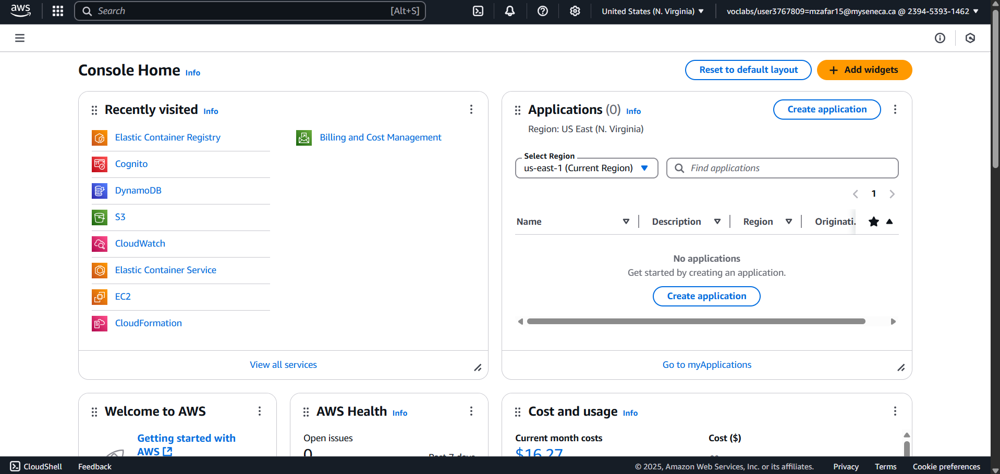 aws
Search [Alt+S]
United States (N. Virginia)
voclabs/user3767809=mzafar15@myseneca.ca @ 2394-5393-1462
Console Home Info
Reset to default layout
Add widgets
Recently visited Info
Elastic Container Registry
Cognito
DynamoDB
S3
CloudWatch
Elastic Container Service
EC2
CloudFormation
Billing and Cost Management
View all services
Applications (0) Info
Create application
Region: US East (N. Virginia)
Select Region
us-east-1 (Current Region)
Find applications
1
Name Description Region Originati.
No applications
Get started by creating an application.
Create application
Go to myApplications
Welcome to AWS
Getting started with
AWS
AWS Health Info
Open issues
0
Past 7 days
Cost and usage Info
Current month costs
$16.27
Cost ($)
CloudShell Feedback
© 2025, Amazon Web Services, Inc. or its affiliates. Privacy Terms Cookie preferences